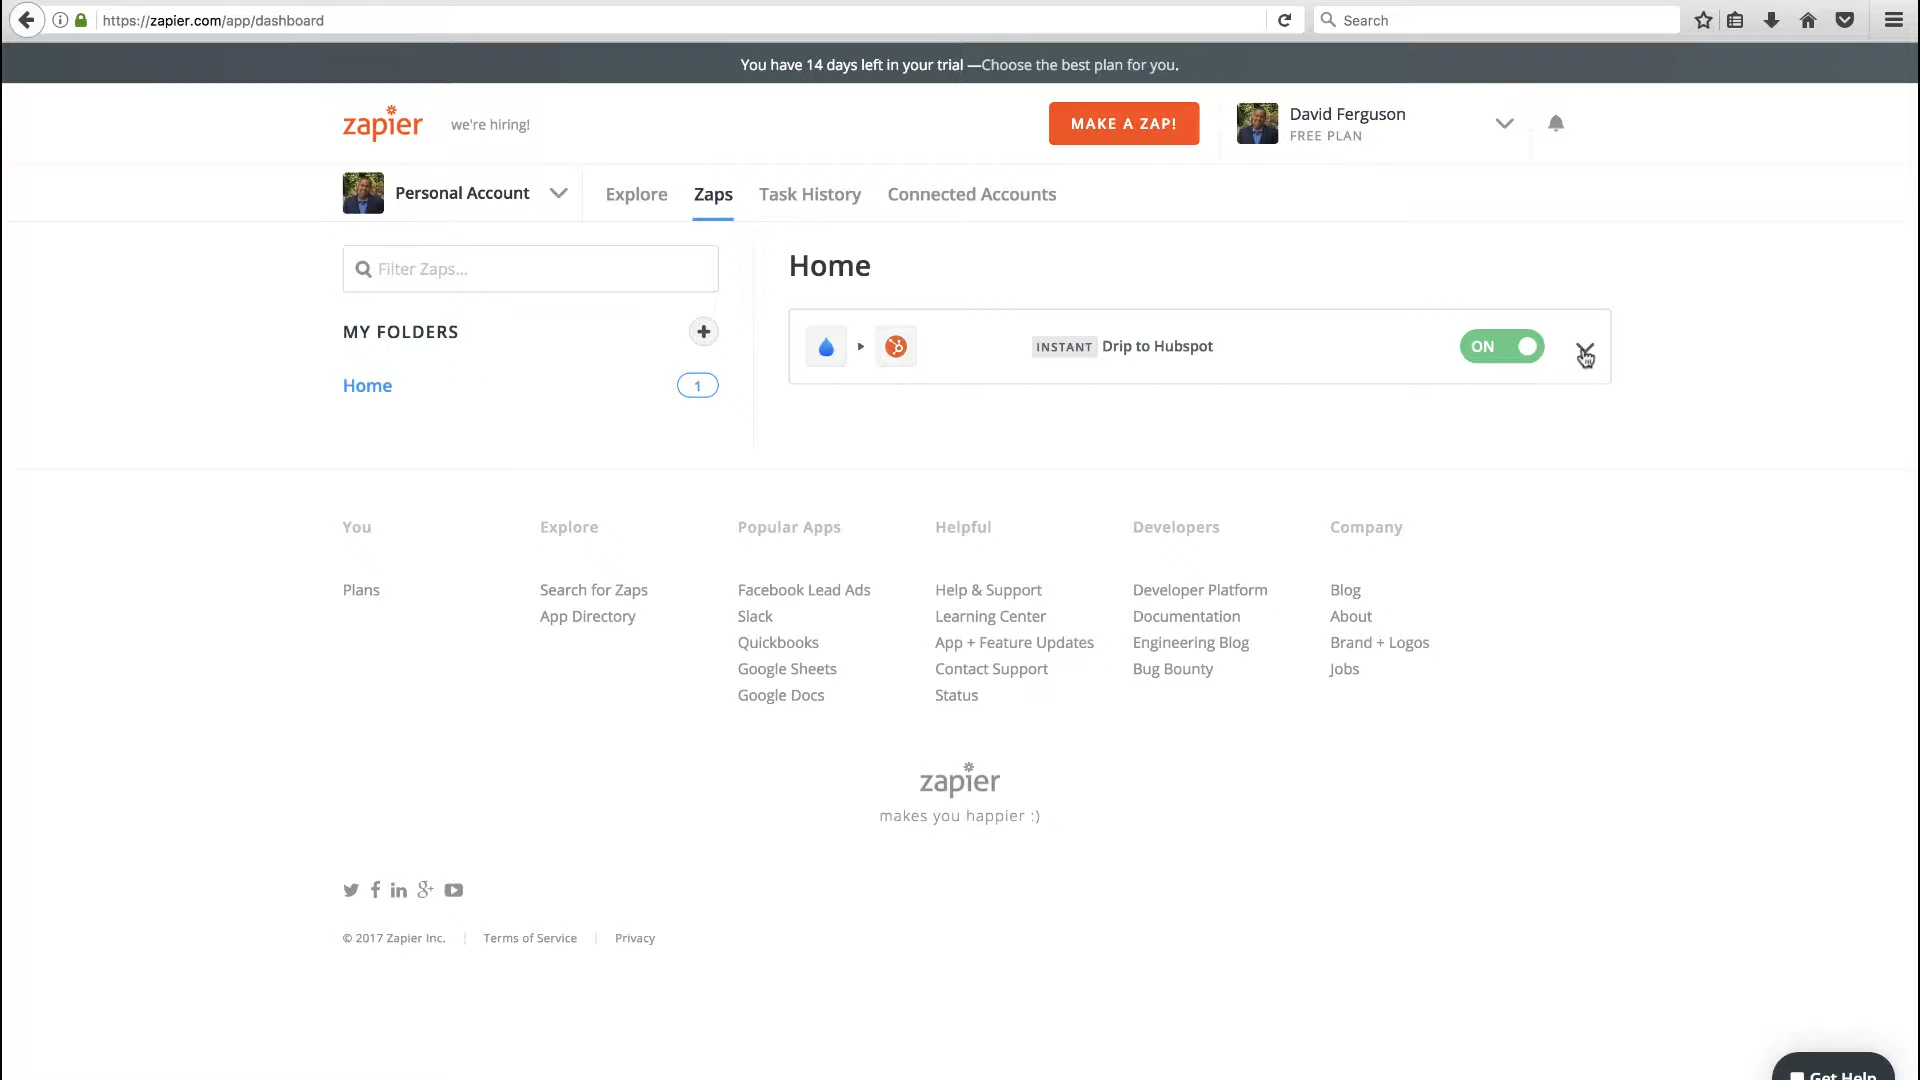 https://zapier.com/app/dashboard
Search
You have 14 days left in your trial —Choose the best plan for you.
zapier
we're hiring!
MAKE A ZAP!
David Ferguson
FREE PLAN
Personal Account
Explore
Zaps
Task History
Connected Accounts
Filter Zaps...
MY FOLDERS
Home
1
Home
INSTANT Drip to Hubspot
ON
You
Plans
Explore
Search for Zaps
App Directory
Popular Apps
Facebook Lead Ads
Slack
Quickbooks
Google Sheets
Google Docs
Helpful
Help & Support
Learning Center
App + Feature Updates
Contact Support
Status
Developers
Developer Platform
Documentation
Engineering Blog
Bug Bounty
Company
Blog
About
Brand + Logos
Jobs
zapier
makes you happier :)
© 2017 Zapier Inc. | Terms of Service | Privacy
Get Help